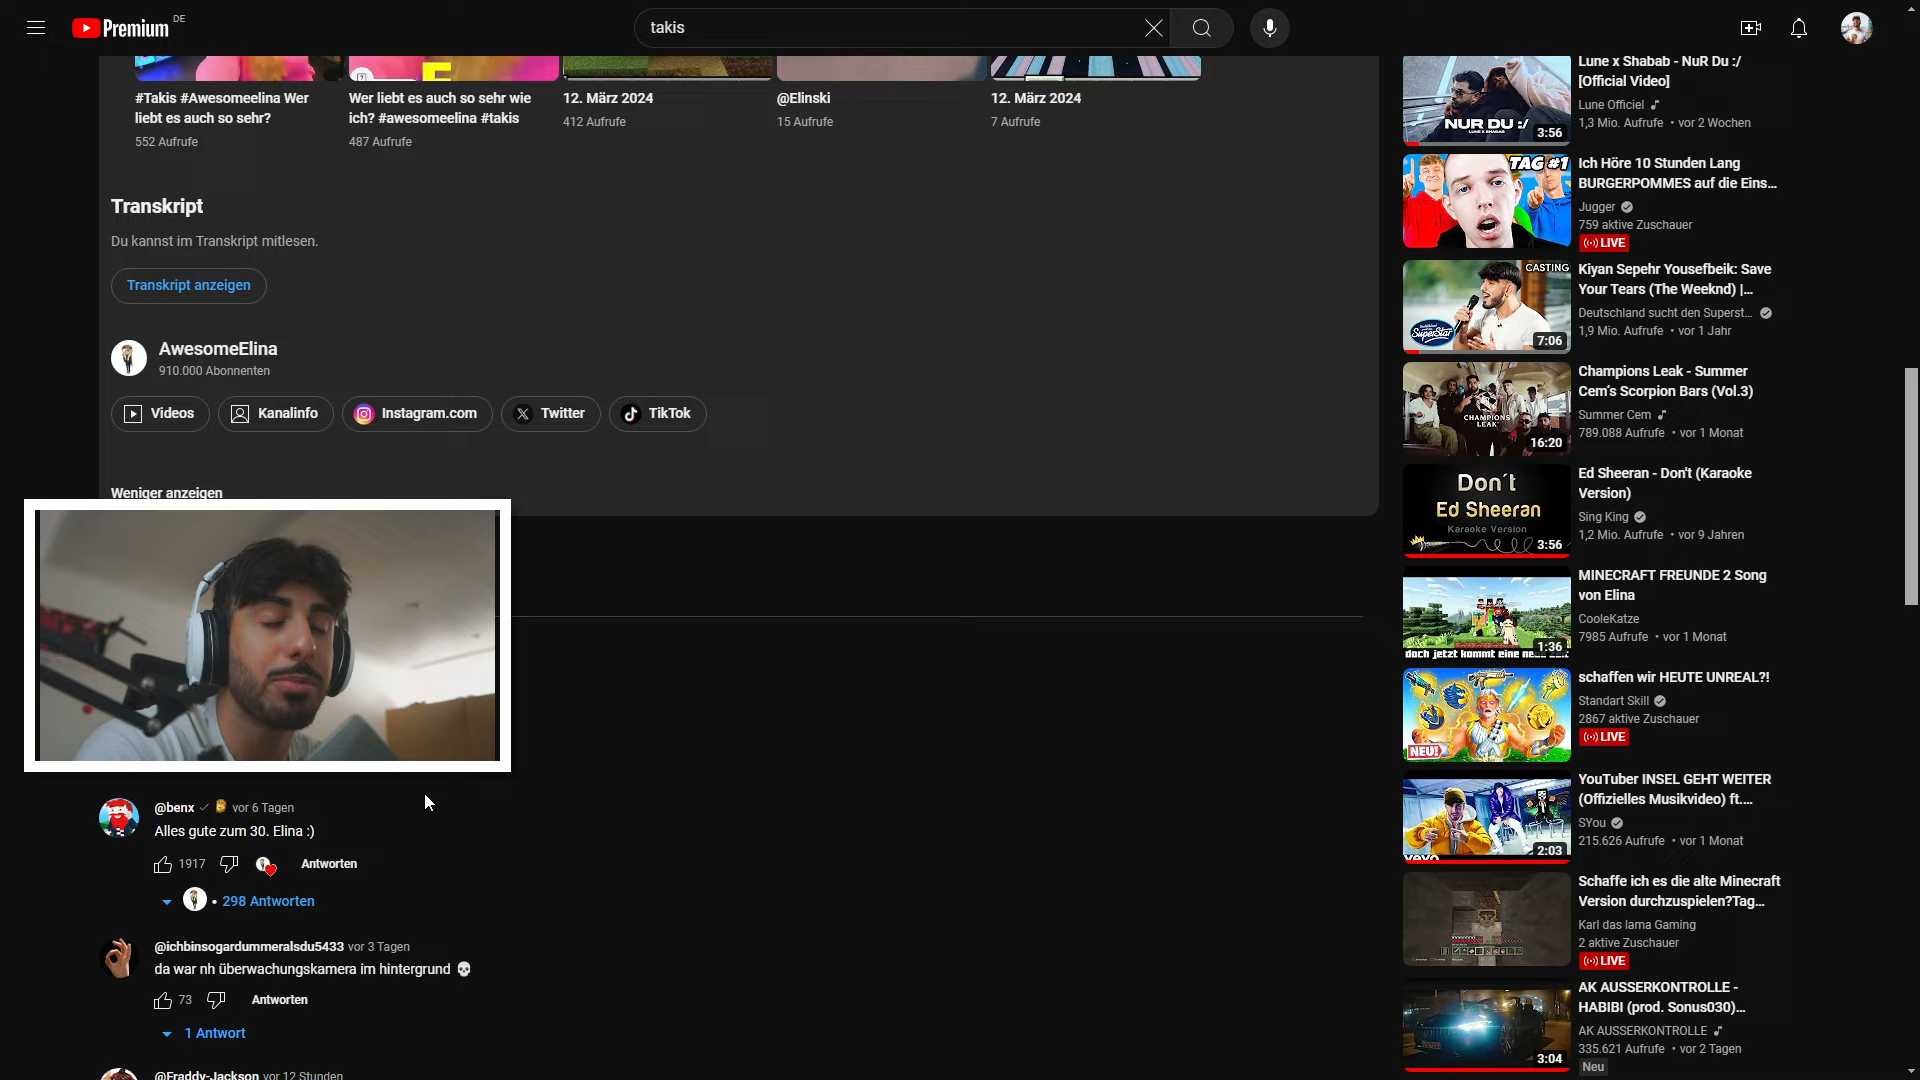 Premium DE
takis
#Takis #Awesomeelina Wer
liebt es auch so sehr?
552 Aufrufe
Wer liebt es auch so sehr wie
ich? #awesomeelina #takis
487 Aufrufe
12. März 2024
412 Aufrufe
@Elinski
15 Aufrufe
12. März 2024
7 Aufrufe
Transkript
Du kannst im Transkript mitlesen.
Transkript anzeigen
AwesomeElina
910.000 Abonnenten
Videos
Kanalinfo
Instagram.com
Twitter
TikTok
Weniger anzeigen
@benx vor 6 Tagen
Alles gute zum 30. Elina :)
1917
Antworten
298 Antworten
@ichbinsogardummeralsdu5433 vor 3 Tagen
da war nh überwachungskamera im hintergrund 💀
73
Antworten
1 Antwort
@Fraddy-Jackson vor 12 Stunden
NUR DU :/
LUNE x SHABAB
3:56
Lune x Shabab - NuR Du :/
[Official Video]
Lune Officiel
1,3 Mio. Aufrufe • vor 2 Wochen
TAG #1
Ich Höre 10 Stunden Lang
BURGERPOMMES auf die Eins...
Jugger
759 aktive Zuschauer
LIVE
CASTING
SuperStar
7:06
Kiyan Sepehr Yousefbeik: Save
Your Tears (The Weeknd) |...
Deutschland sucht den Superst...
1,9 Mio. Aufrufe • vor 1 Jahr
CHAMPIONS
LEAK
16:20
Champions Leak - Summer
Cem’s Scorpion Bars (Vol.3)
Summer Cem
789.088 Aufrufe • vor 1 Monat
Don´t
Ed Sheeran
Karaoke Version
3:56
Ed Sheeran - Don't (Karaoke
Version)
Sing King
1,2 Mio. Aufrufe • vor 9 Jahren
doch jetzt kommt eine neue
1:36
MINECRAFT FREUNDE 2 Song
von Elina
CooleKatze
7985 Aufrufe • vor 1 Monat
NEU!
schaffen wir HEUTE UNREAL?!
Standart Skill
2867 aktive Zuschauer
LIVE
vevo
2:03
YouTuber INSEL GEHT WEITER
(Offizielles Musikvideo) ft....
SYou
215.626 Aufrufe • vor 1 Monat
Schaffe ich es die alte Minecraft
Version durchzuspielen?Tag...
Karl das lama Gaming
2 aktive Zuschauer
LIVE
3:04
AK AUSSERKONTROLLE -
HABIBI (prod. Sonus030)...
AK AUSSERKONTROLLE
335.621 Aufrufe • vor 2 Tagen
Neu